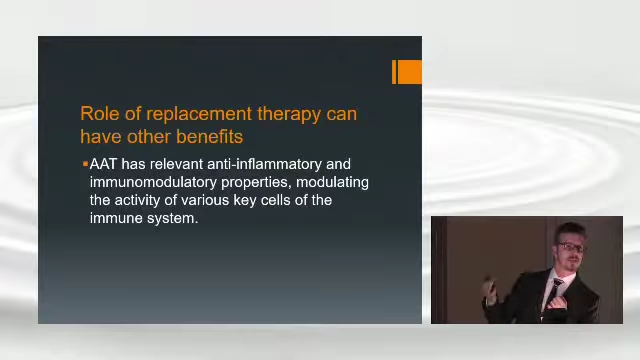 Role of replacement therapy can
have other benefits
▪AAT has relevant anti-inflammatory and
immunomodulatory properties, modulating
the activity of various key cells of the
immune system.